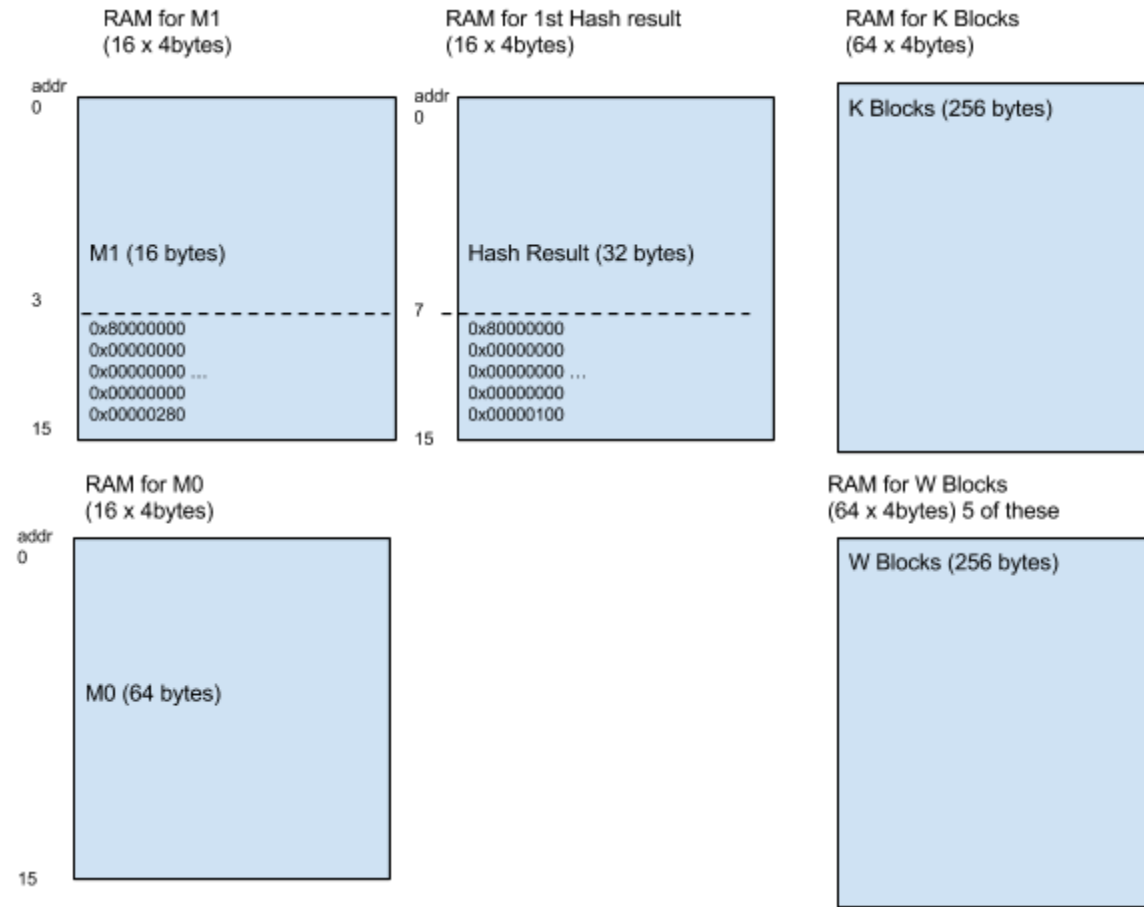 RAM for M1
(16 x 4bytes)
addr
0
M1 (16 bytes)
3
0x80000000
0x00000000
0x00000000 ...
0x00000000
0x00000280
15
RAM for 1st Hash result
(16 x 4bytes)
addr
0
Hash Result (32 bytes)
7
0x80000000
0x00000000
0x00000000 ...
0x00000000
0x00000100
15
RAM for K Blocks
(64 x 4bytes)
K Blocks (256 bytes)
RAM for M0
(16 x 4bytes)
addr
0
M0 (64 bytes)
15
RAM for W Blocks
(64 x 4bytes) 5 of these
W Blocks (256 bytes)